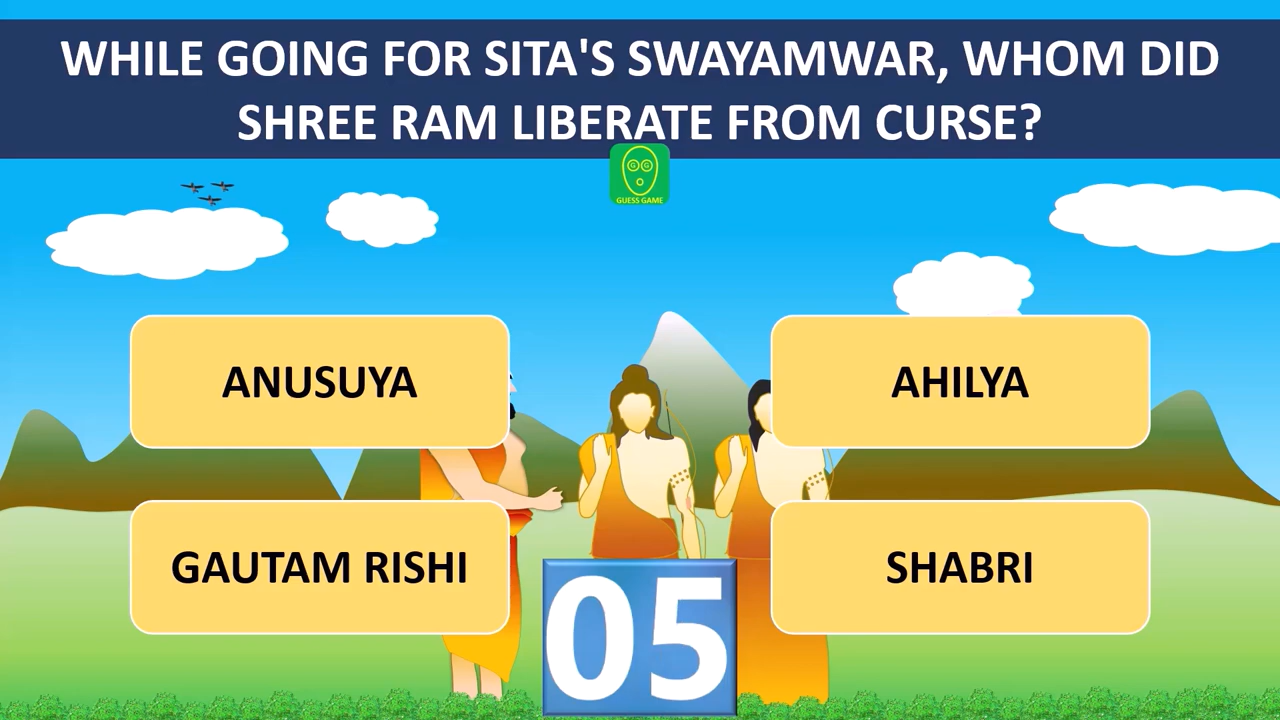 WHILE GOING FOR SITA'S SWAYAMWAR, WHOM DID
SHREE RAM LIBERATE FROM CURSE?
G G
GUESS GAME
ANUSUYA
AHILYA
GAUTAM RISHI
SHABRI
05